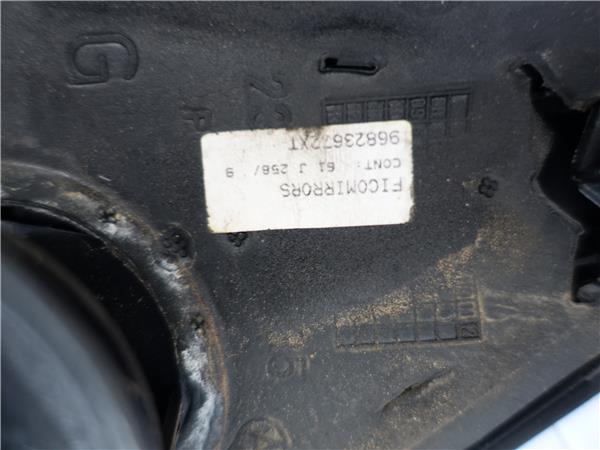 FICOMIRRORS
CONT: 61 J 256/ 9
96823672XT
G